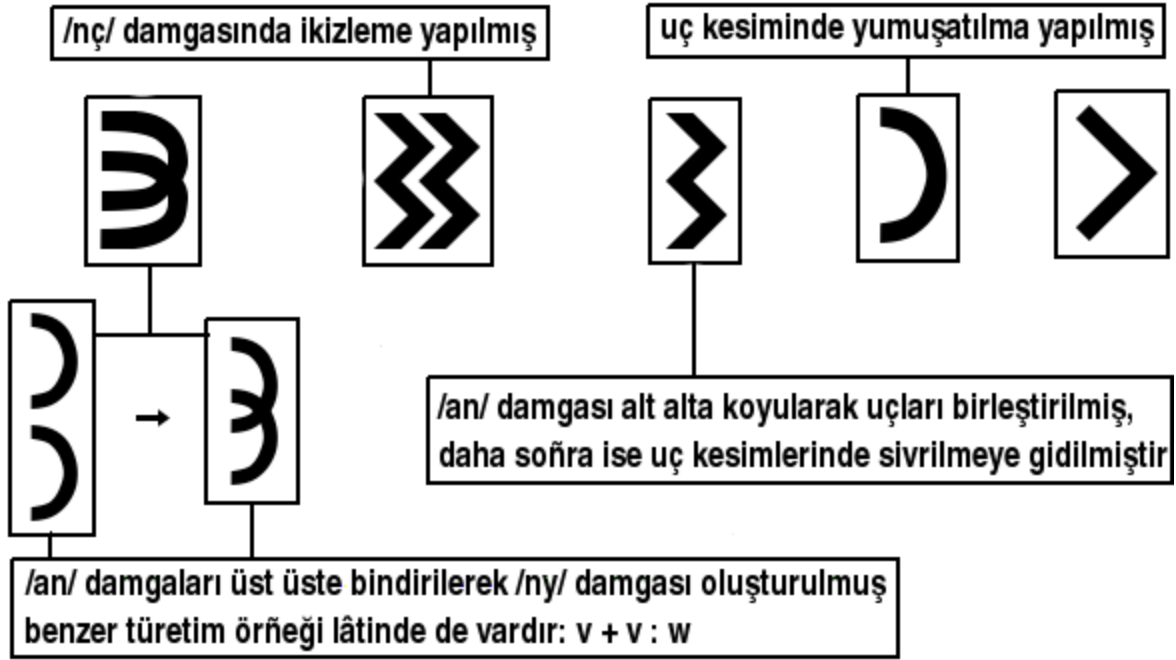 /nç/ damgasında ikizleme yapılmış
uç kesiminde yumuşatılma yapılmış
/an/ damgası alt alta koyularak uçları birleştirilmiş,
daha soñra ise uç kesimlerinde sivrilmeye gidilmiştir
/an/ damgaları üst üste bindirilerek /ny/ damgası oluşturulmuş
benzer türetim örñeği lâtinde de vardır: v + v : w